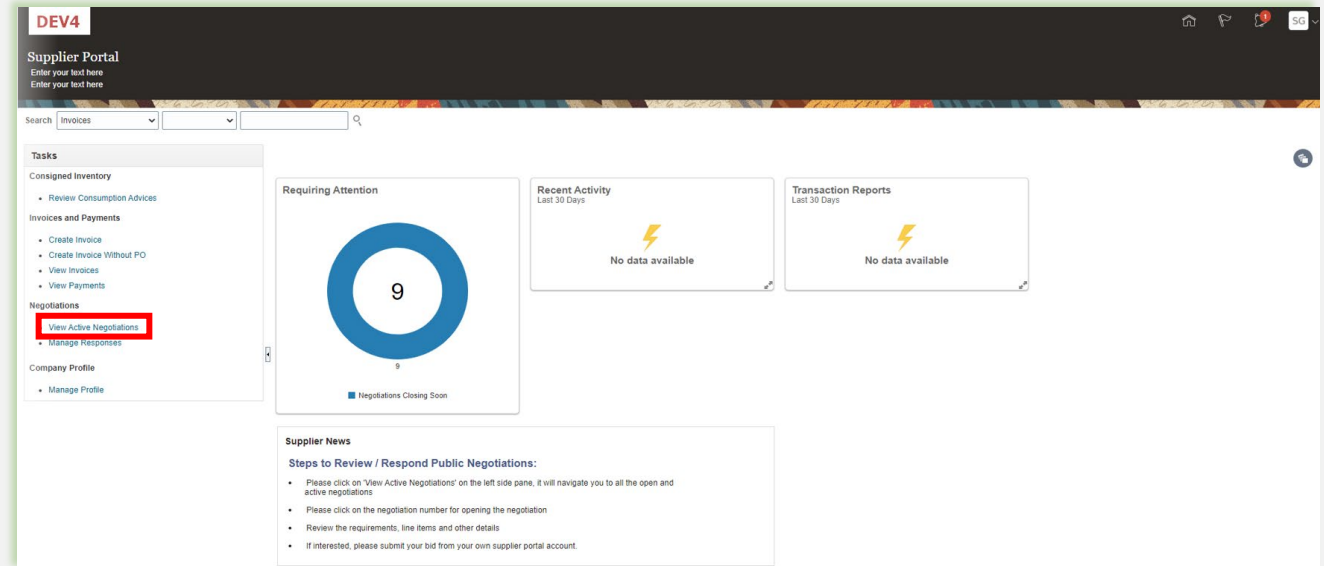 DEV4
1
SG
Supplier Portal
Enter your text here
Enter your text here
Search Invoices
Tasks
Consigned Inventory
Review Consumption Advices
Invoices and Payments
Create Invoice
Create Invoice Without PO
View Invoices
View Payments
Negotiations
View Active Negotiations
Manage Responses
Company Profile
Manage Profile
Requiring Attention
9
9
Negotiations Closing Soon
Recent Activity
Last 30 Days
No data available
Transaction Reports
Last 30 Days
No data available
Supplier News
Steps to Review / Respond Public Negotiations:
• Please click on 'View Active Negotiations' on the left side pane, it will navigate you to all the open and
active negotiations
• Please click on the negotiation number for opening the negotiation
• Review the requirements, line items and other details
• If interested, please submit your bid from your own supplier portal account.